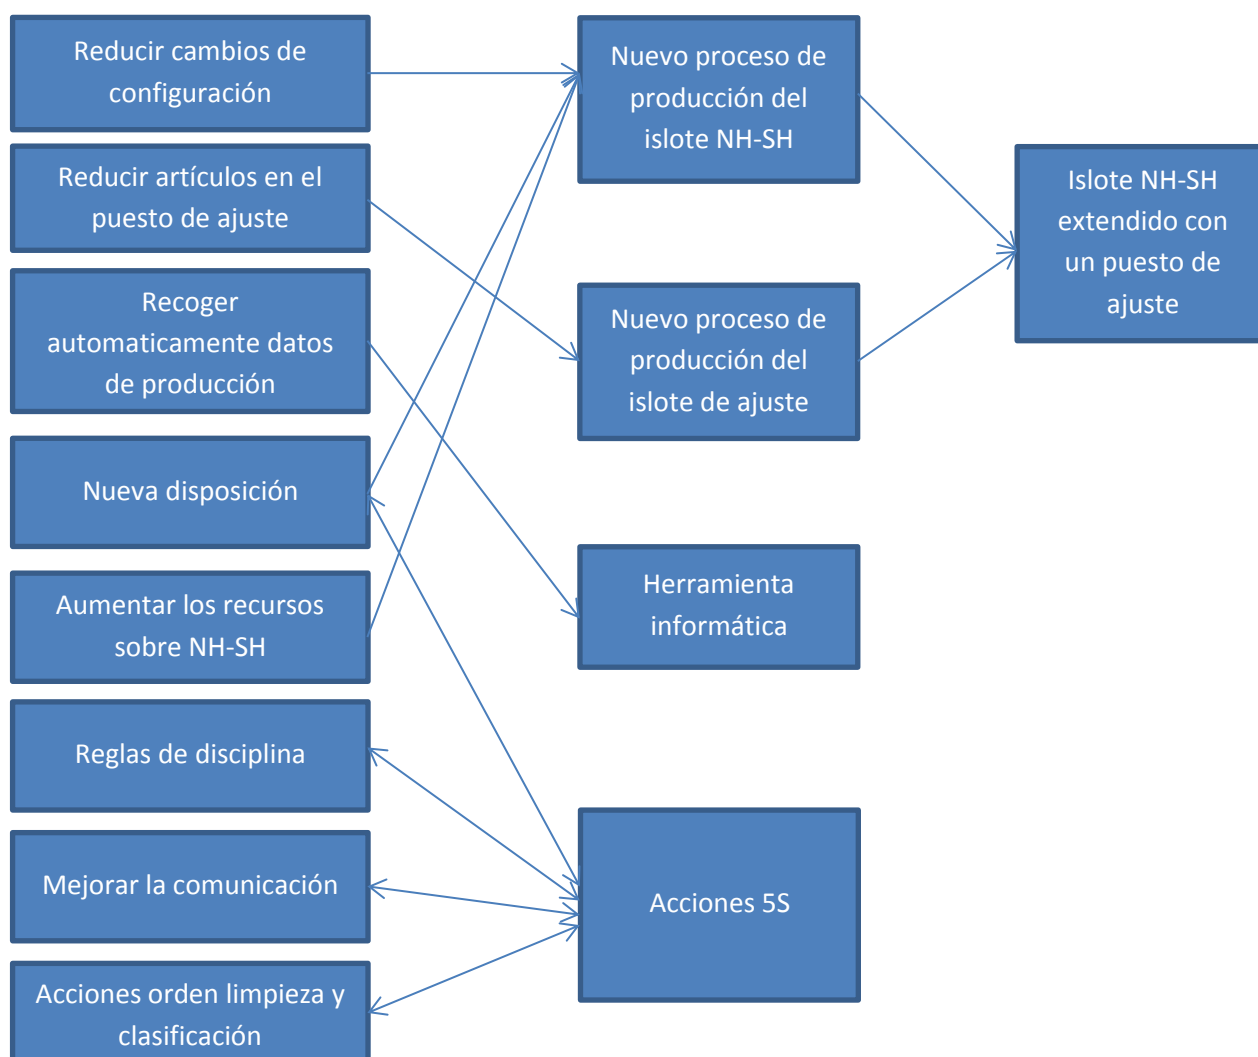 Reducir cambios de
configuración
Reducir artículos en el
puesto de ajuste
Recoger
automaticamente datos
de producción
Nueva disposición
Aumentar los recursos
sobre NH-SH
Reglas de disciplina
Mejorar la comunicación
Acciones orden limpieza y
clasificación
Nuevo proceso de
producción del
islote NH-SH
Nuevo proceso de
producción del
islote de ajuste
Herramienta
informática
Acciones 5S
Islote NH-SH
extendido con
un puesto de
ajuste